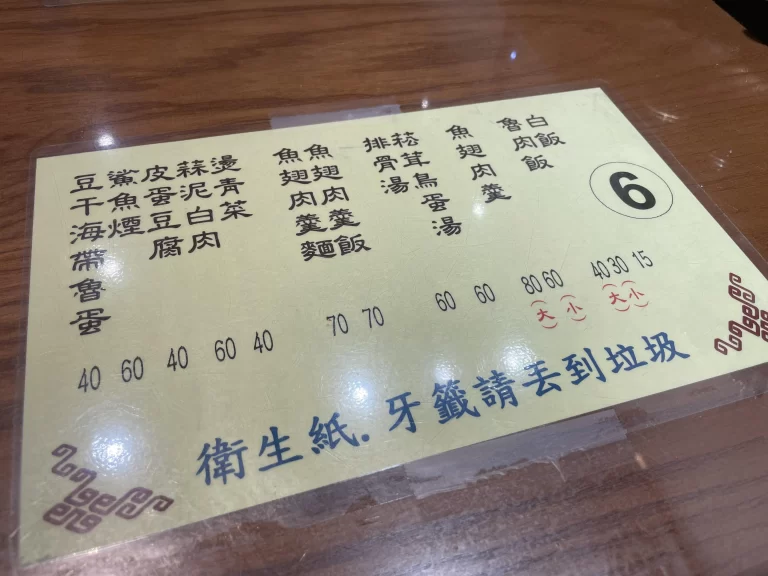 白飯
魯肉飯
魚翅肉羹
菘茸鳥蛋湯
排骨湯
魚翅肉羹飯
魚翅肉羹麵
燙青菜
蒜泥白肉
皮蛋豆腐
鯊魚煙
豆干海帶魯蛋
6
40 60 40 60 40 70 70 60 60 80 60 40 30 15
(大) (小) (大) (小)
衛生紙.牙籤請丟到垃圾